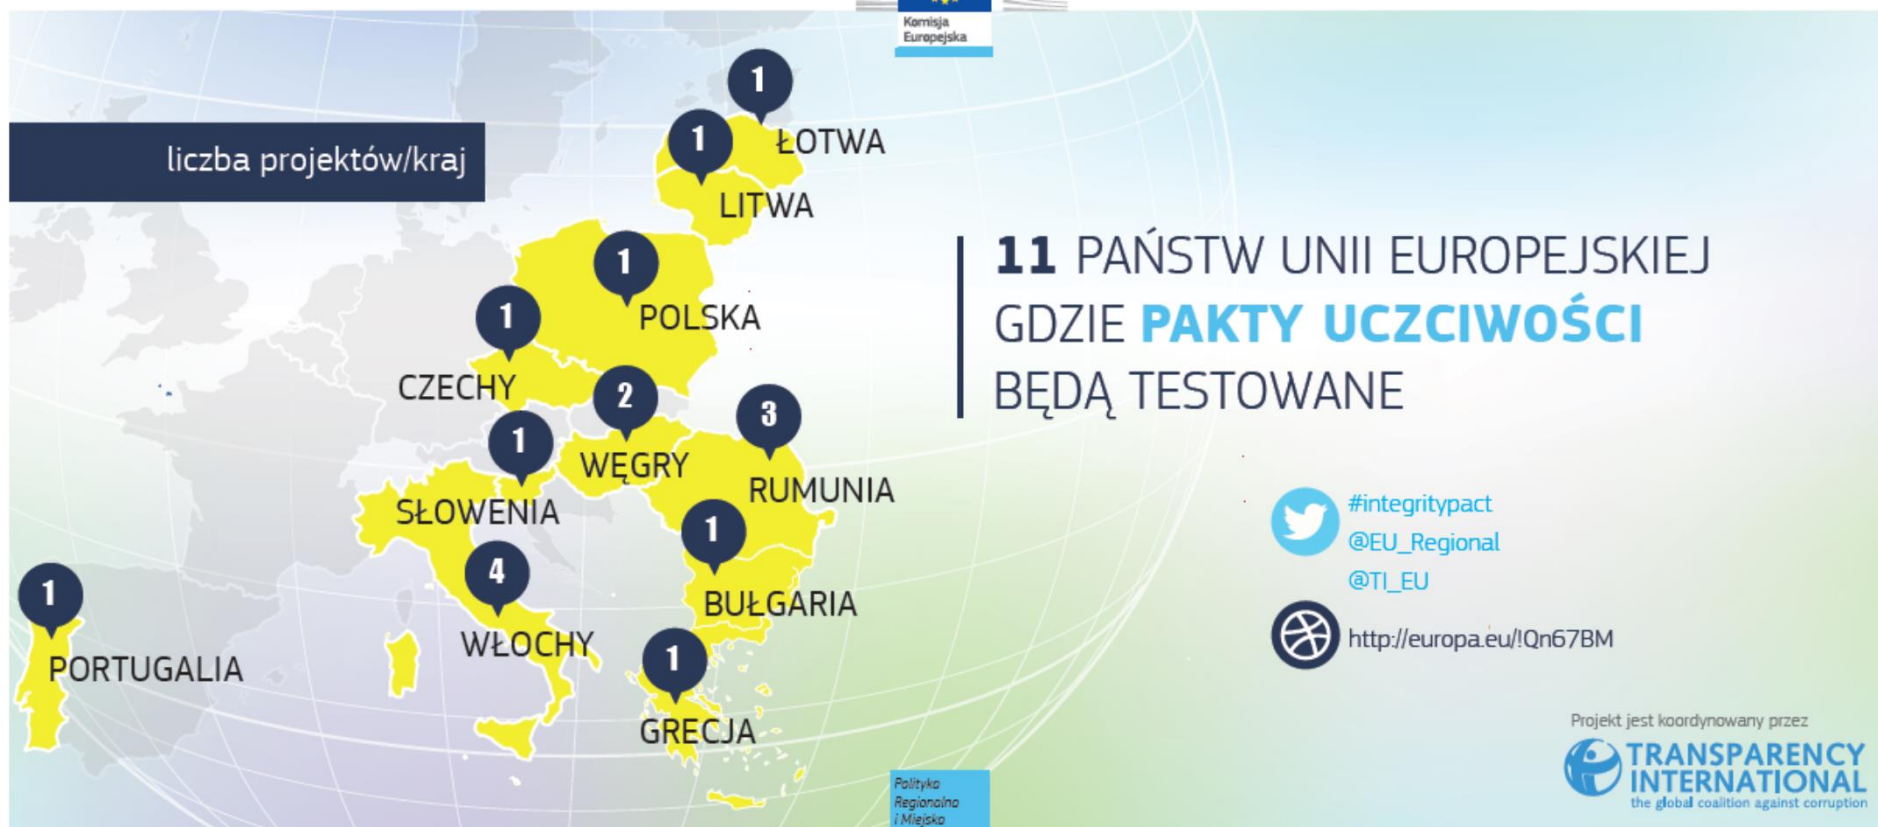 Komisja
Europejska
liczba projektów/kraj
1
ŁOTWA
1
LITWA
1
POLSKA
1
CZECHY
2
WĘGRY
3
RUMUNIA
1
SŁOWENIA
1
BUŁGARIA
4
WŁOCHY
1
PORTUGALIA
1
GRECJA
11 PAŃSTW UNII EUROPEJSKIEJ
GDZIE PAKTY UCZCIWOŚCI
BĘDĄ TESTOWANE
#integritypact
@EU_Regional
@TI_EU
http://europa.eu/!Qn67BM
Projekt jest koordynowany przez
TRANSPARENCY
INTERNATIONAL
the global coalition against corruption
Polityka
Regionalna
i Miejska